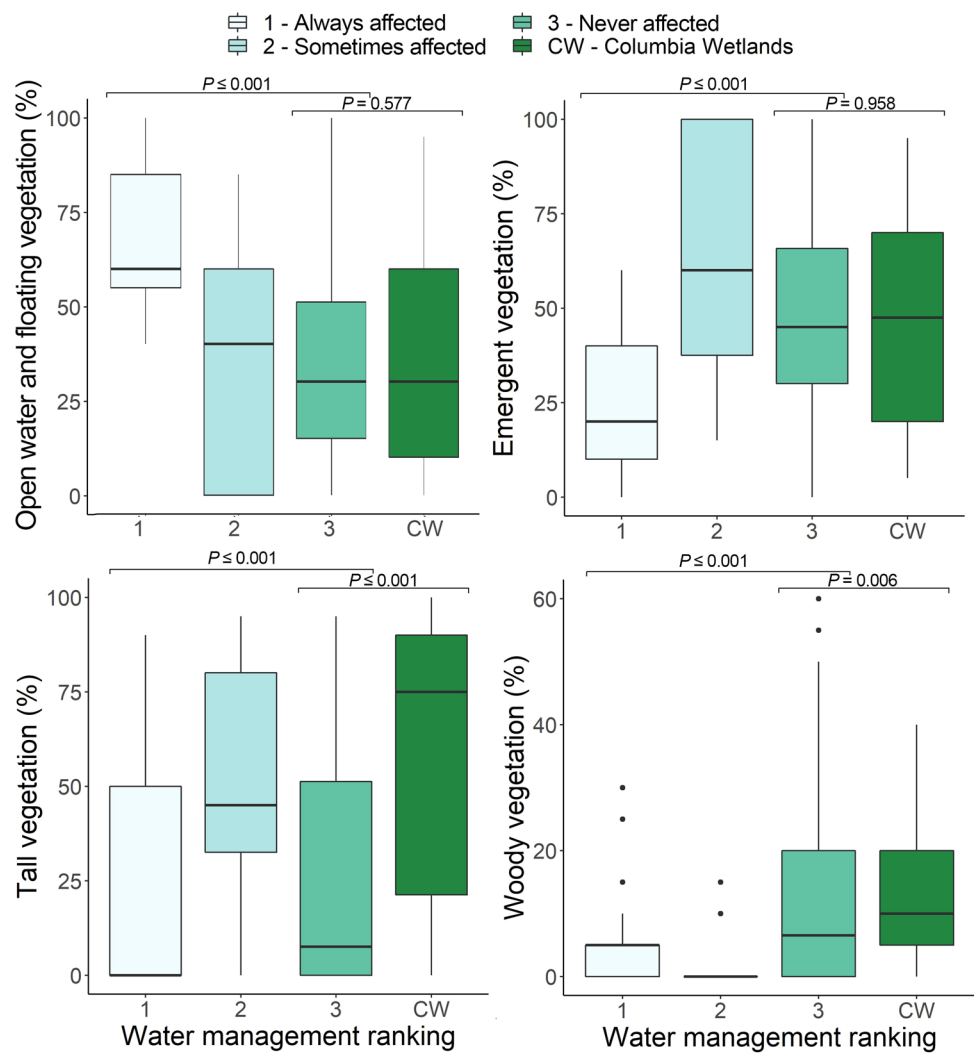 1 - Always affected
3 - Never affected
2 - Sometimes affected
CW - Columbia Wetlands
Open water and floating vegetation (%)
P ≤ 0.001
P = 0.577
100
75
50
25
0
1 2 3 CW
Emergent vegetation (%)
P ≤ 0.001
P = 0.958
100
75
50
25
0
1 2 3 CW
Tall vegetation (%)
P ≤ 0.001
P ≤ 0.001
100
75
50
25
0
1 2 3 CW
Water management ranking
Woody vegetation (%)
P ≤ 0.001
P = 0.006
60
40
20
0
1 2 3 CW
Water management ranking